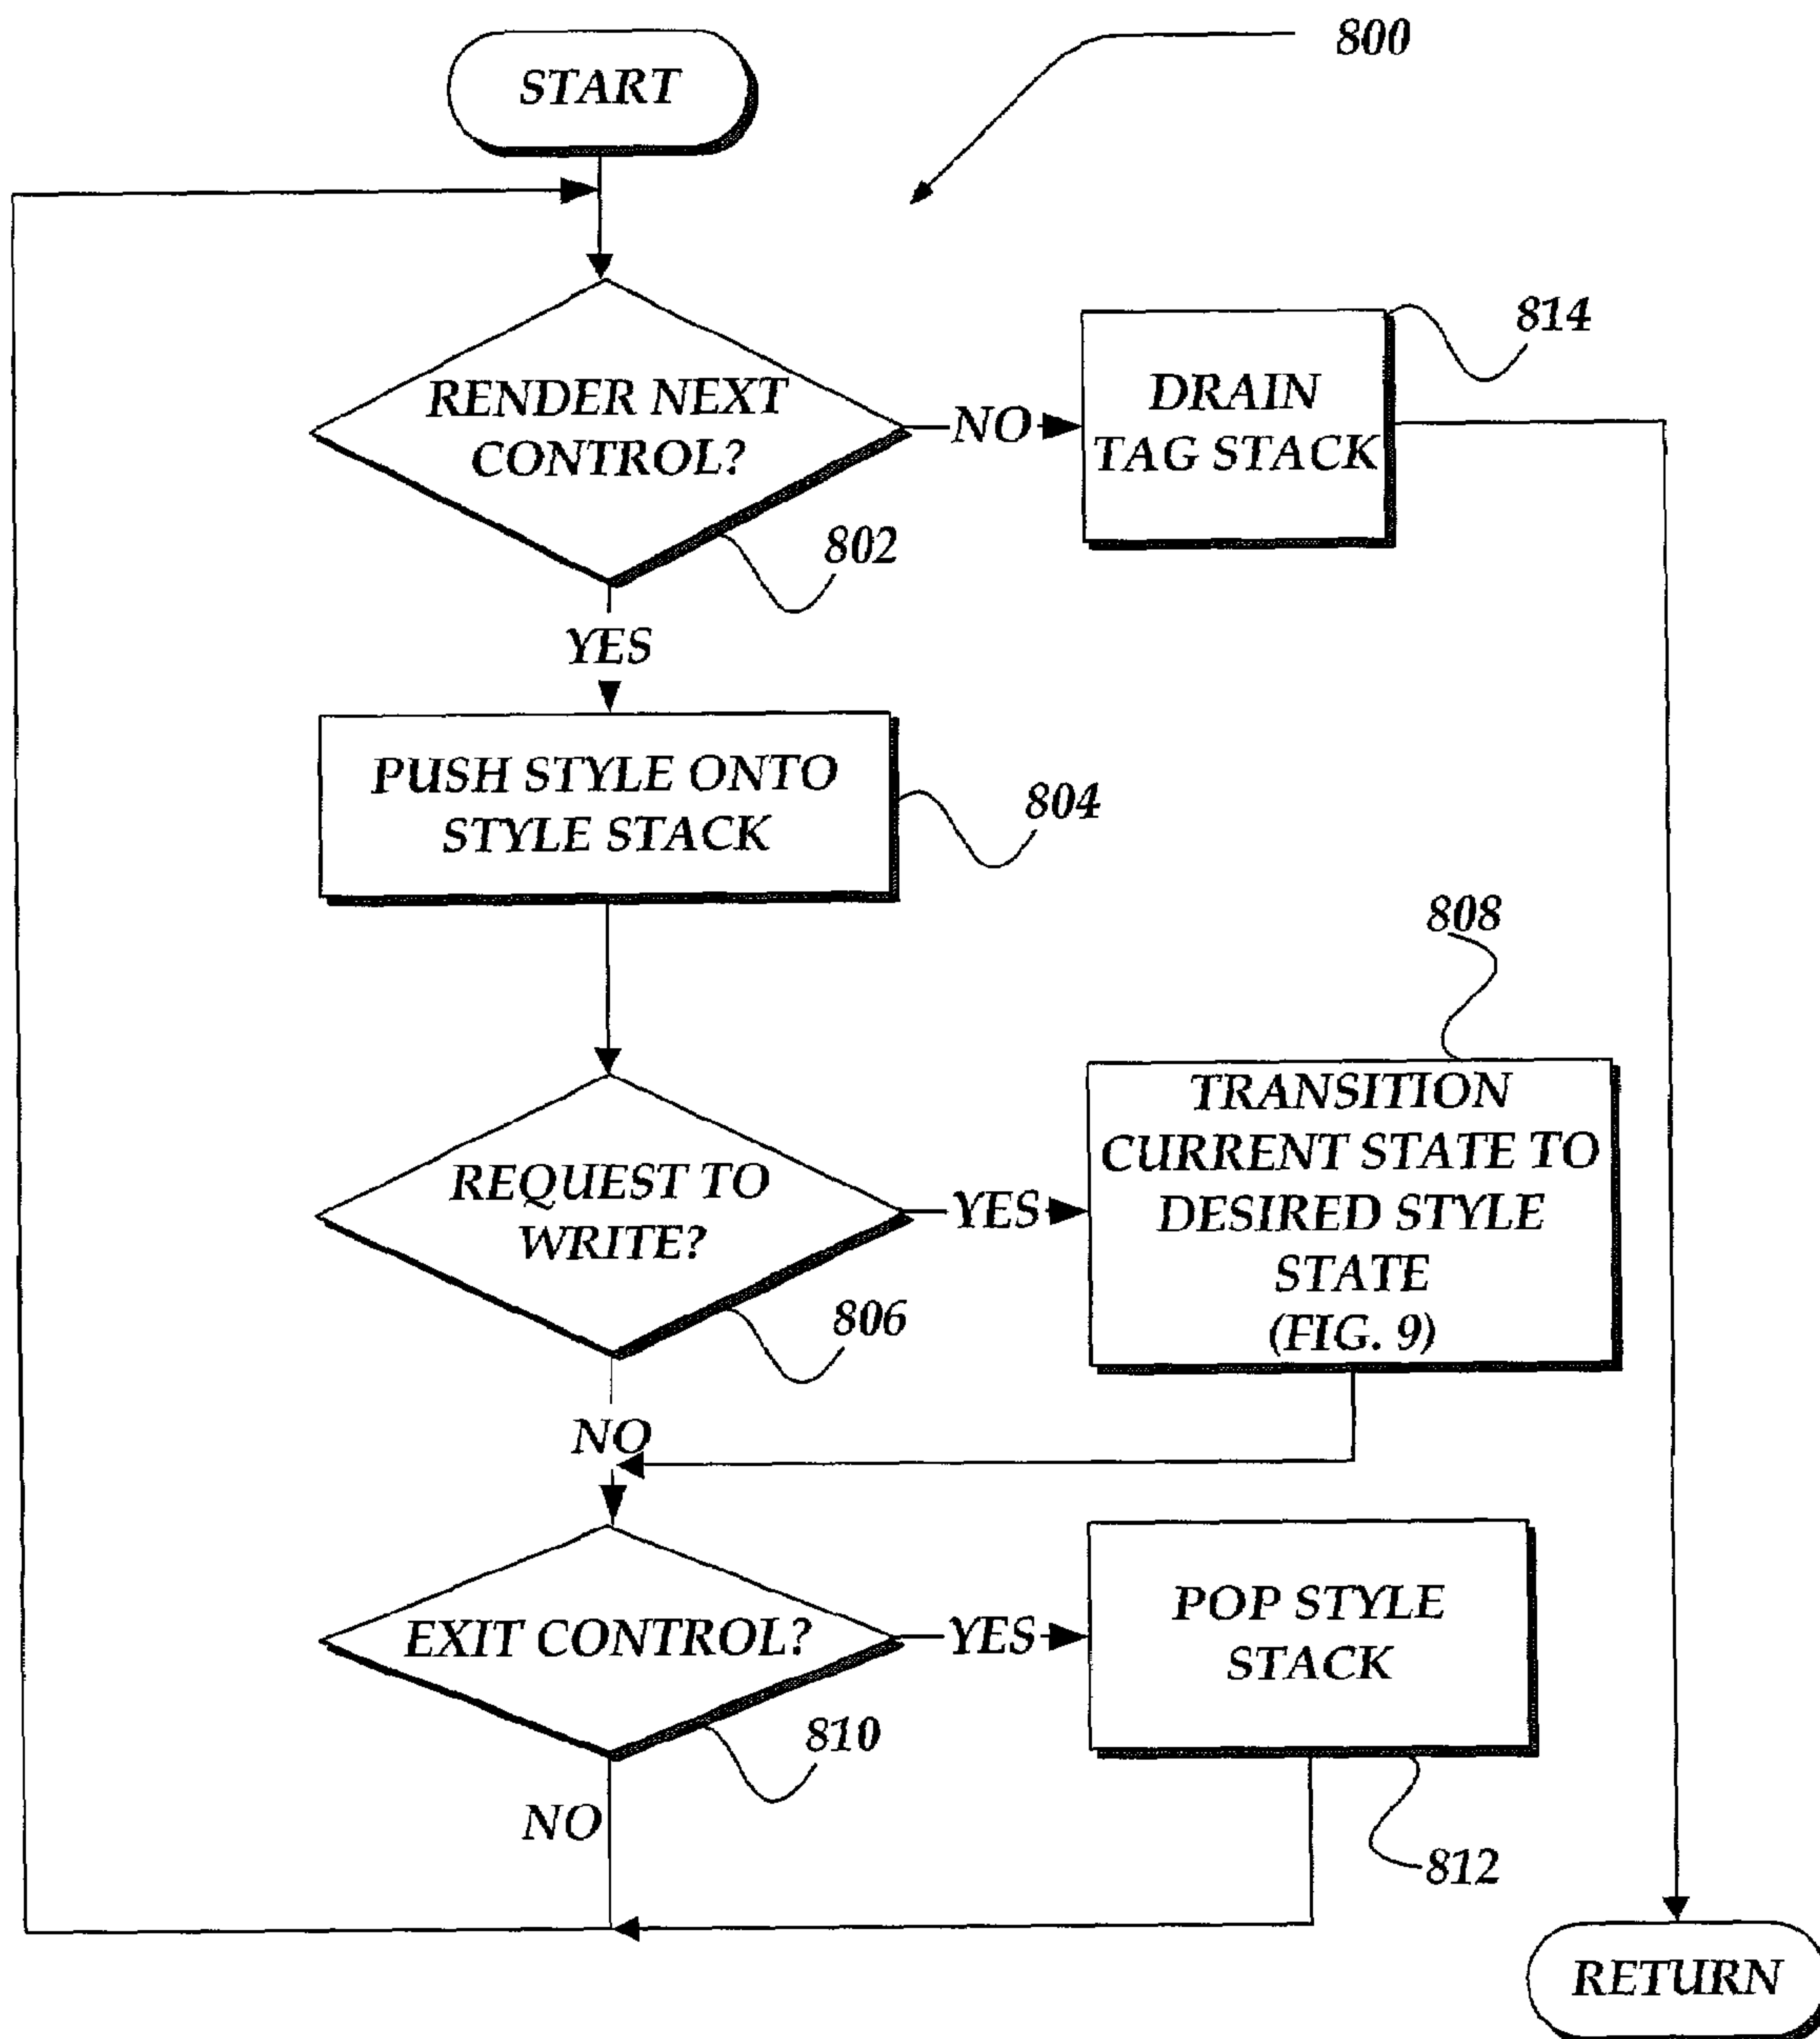 800
START
RENDER NEXT
CONTROL?
802
NO
DRAIN
TAG STACK
814
YES
PUSH STYLE ONTO
STYLE STACK
804
REQUEST TO
WRITE?
806
YES
808
TRANSITION
CURRENT STATE TO
DESIRED STYLE
STATE
(FIG. 9)
NO
EXIT CONTROL?
810
YES
POP STYLE
STACK
812
NO
RETURN